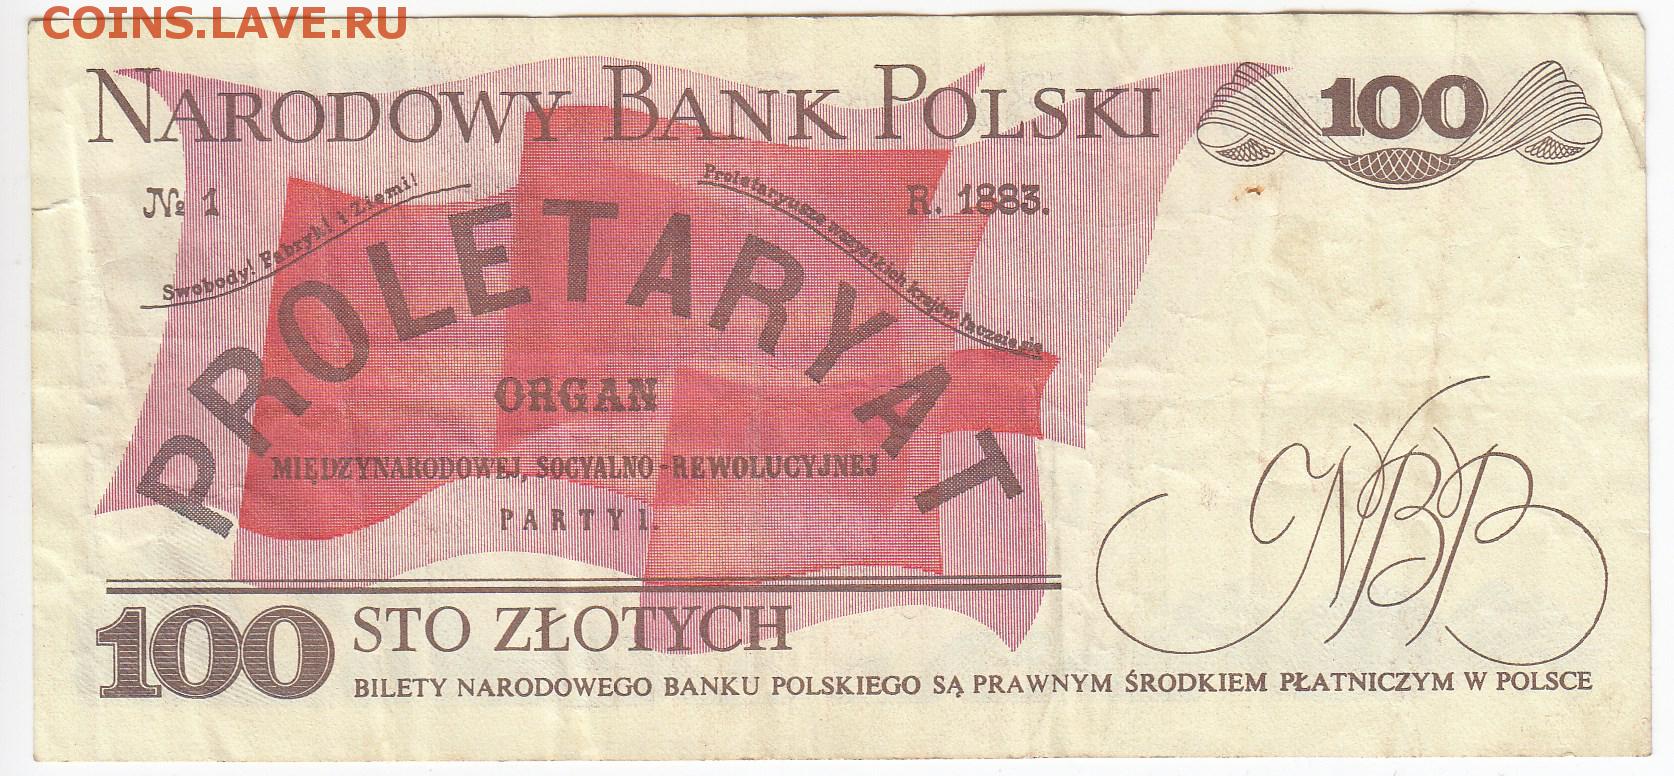 COINS.LAVE.RU
NARODOWY BANK POLSKI
100
№ 1
Swobody! Fabryk! i Ziemi!
Proletaryusze wszystkich krajów łączcie się
R. 1883.
PROLETARYAT
ORGAN
MIĘDZYNARODOWEJ, SOCYALNO-REWOLUCYJNEJ
PARTYI.
NBP
100
STO ZŁOTYCH
BILETY NARODOWEGO BANKU POLSKIEGO SĄ PRAWNYM ŚRODKIEM PŁATNICZYM W POLSCE